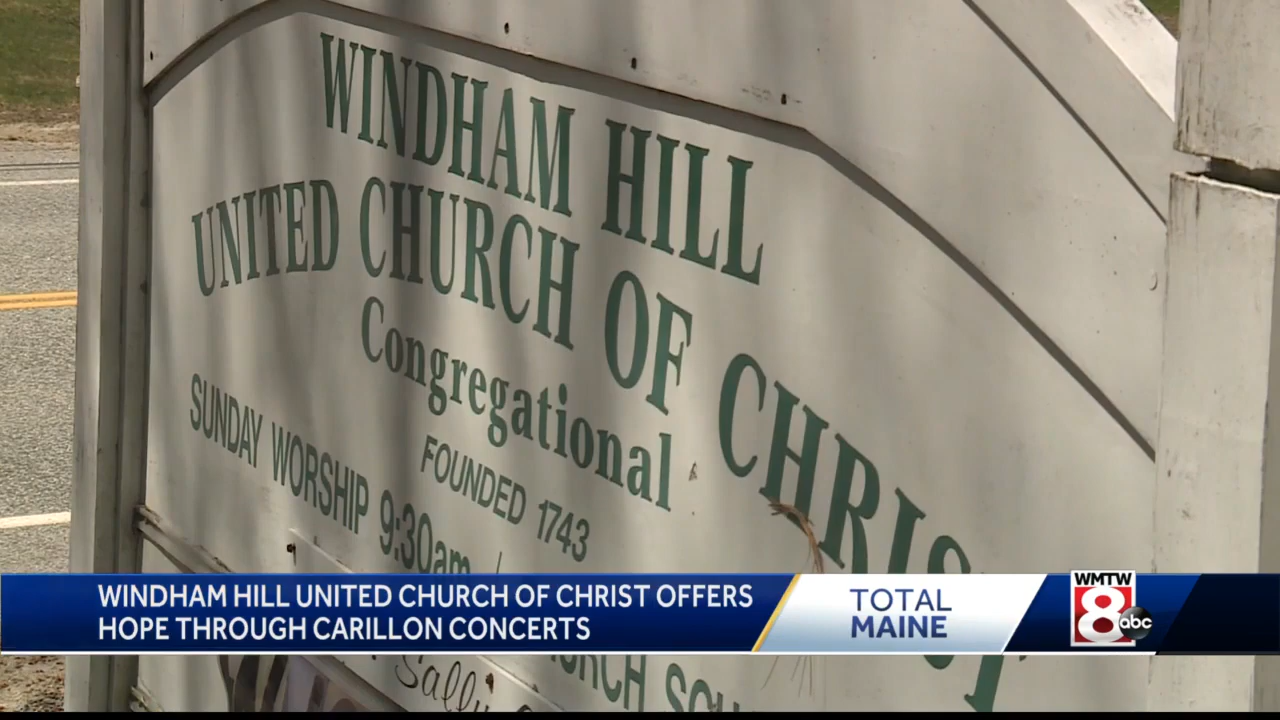 WINDHAM HILL
UNITED CHURCH OF CHRIST
Congregational
FOUNDED 1743
SUNDAY WORSHIP 9:30am
WINDHAM HILL UNITED CHURCH OF CHRIST OFFERS
HOPE THROUGH CARILLON CONCERTS
TOTAL
MAINE
WMTW
8
abc
Sally